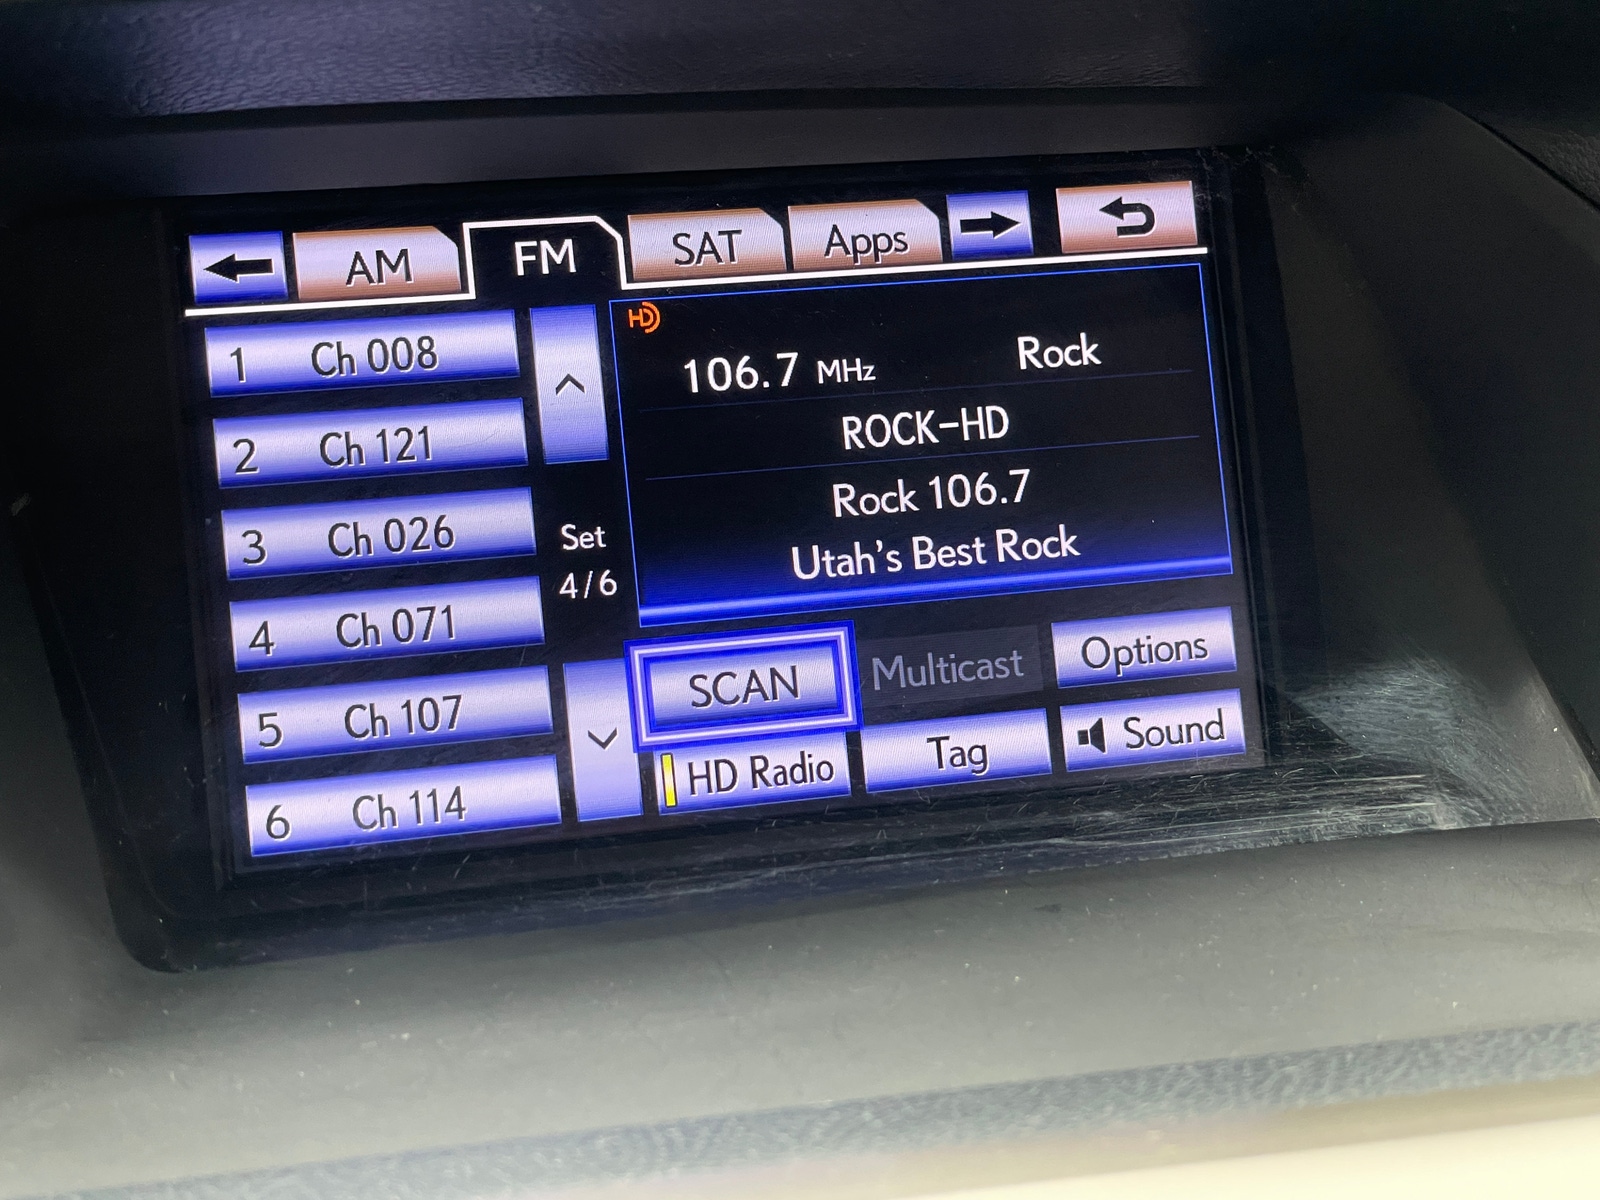 AM FM SAT Apps
HD
106.7 MHz Rock
ROCK-HD
Rock 106.7
Utah's Best Rock
1 Ch 008
2 Ch 121
3 Ch 026
4 Ch 071
5 Ch 107
6 Ch 114
Set
4/6
SCAN Multicast Options
HD Radio Tag Sound